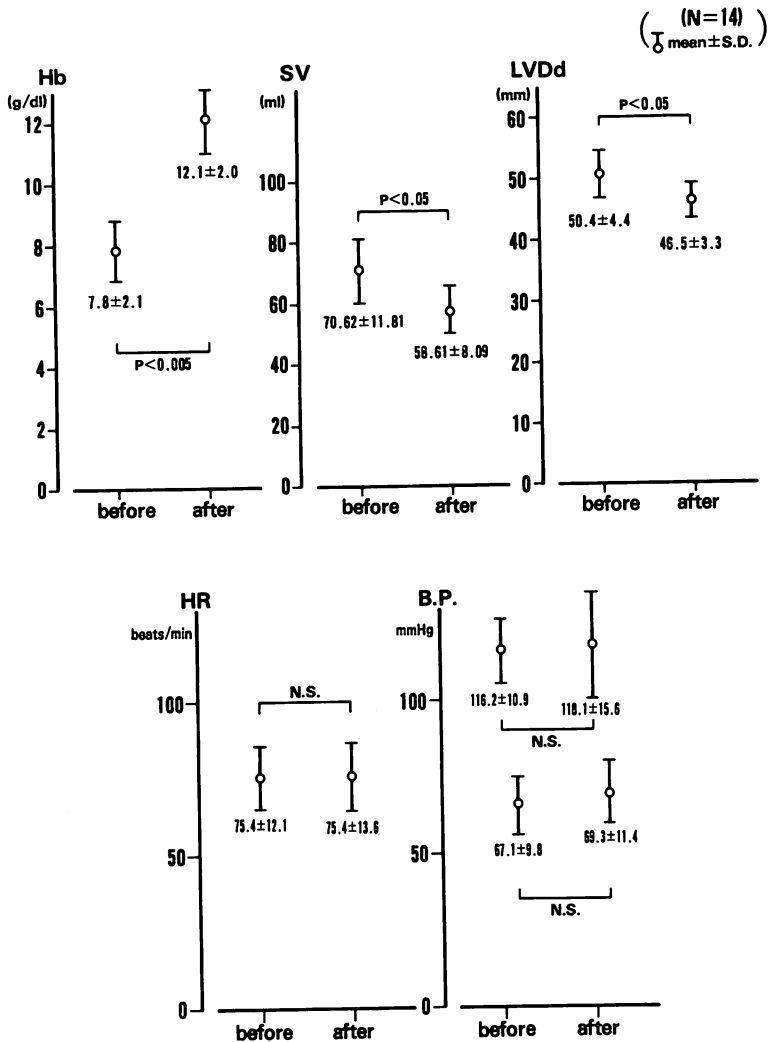 (N=14)
mean±S.D.
Hb
(g/dl)
12
10
8
6
4
2
0
12.1±2.0
7.8±2.1
P<0.005
before after
SV
(ml)
100
80
60
40
20
0
P<0.05
70.62±11.81
58.61±8.09
before after
LVDd
(mm)
60
50
40
30
20
10
0
P<0.05
50.4±4.4
46.5±3.3
before after
HR
beats/min
100
50
0
N.S.
75.4±12.1 75.4±13.6
before after
B.P.
mmHg
100
50
0
116.2±10.9 118.1±15.6
N.S.
67.1±9.8 69.3±11.4
N.S.
before after